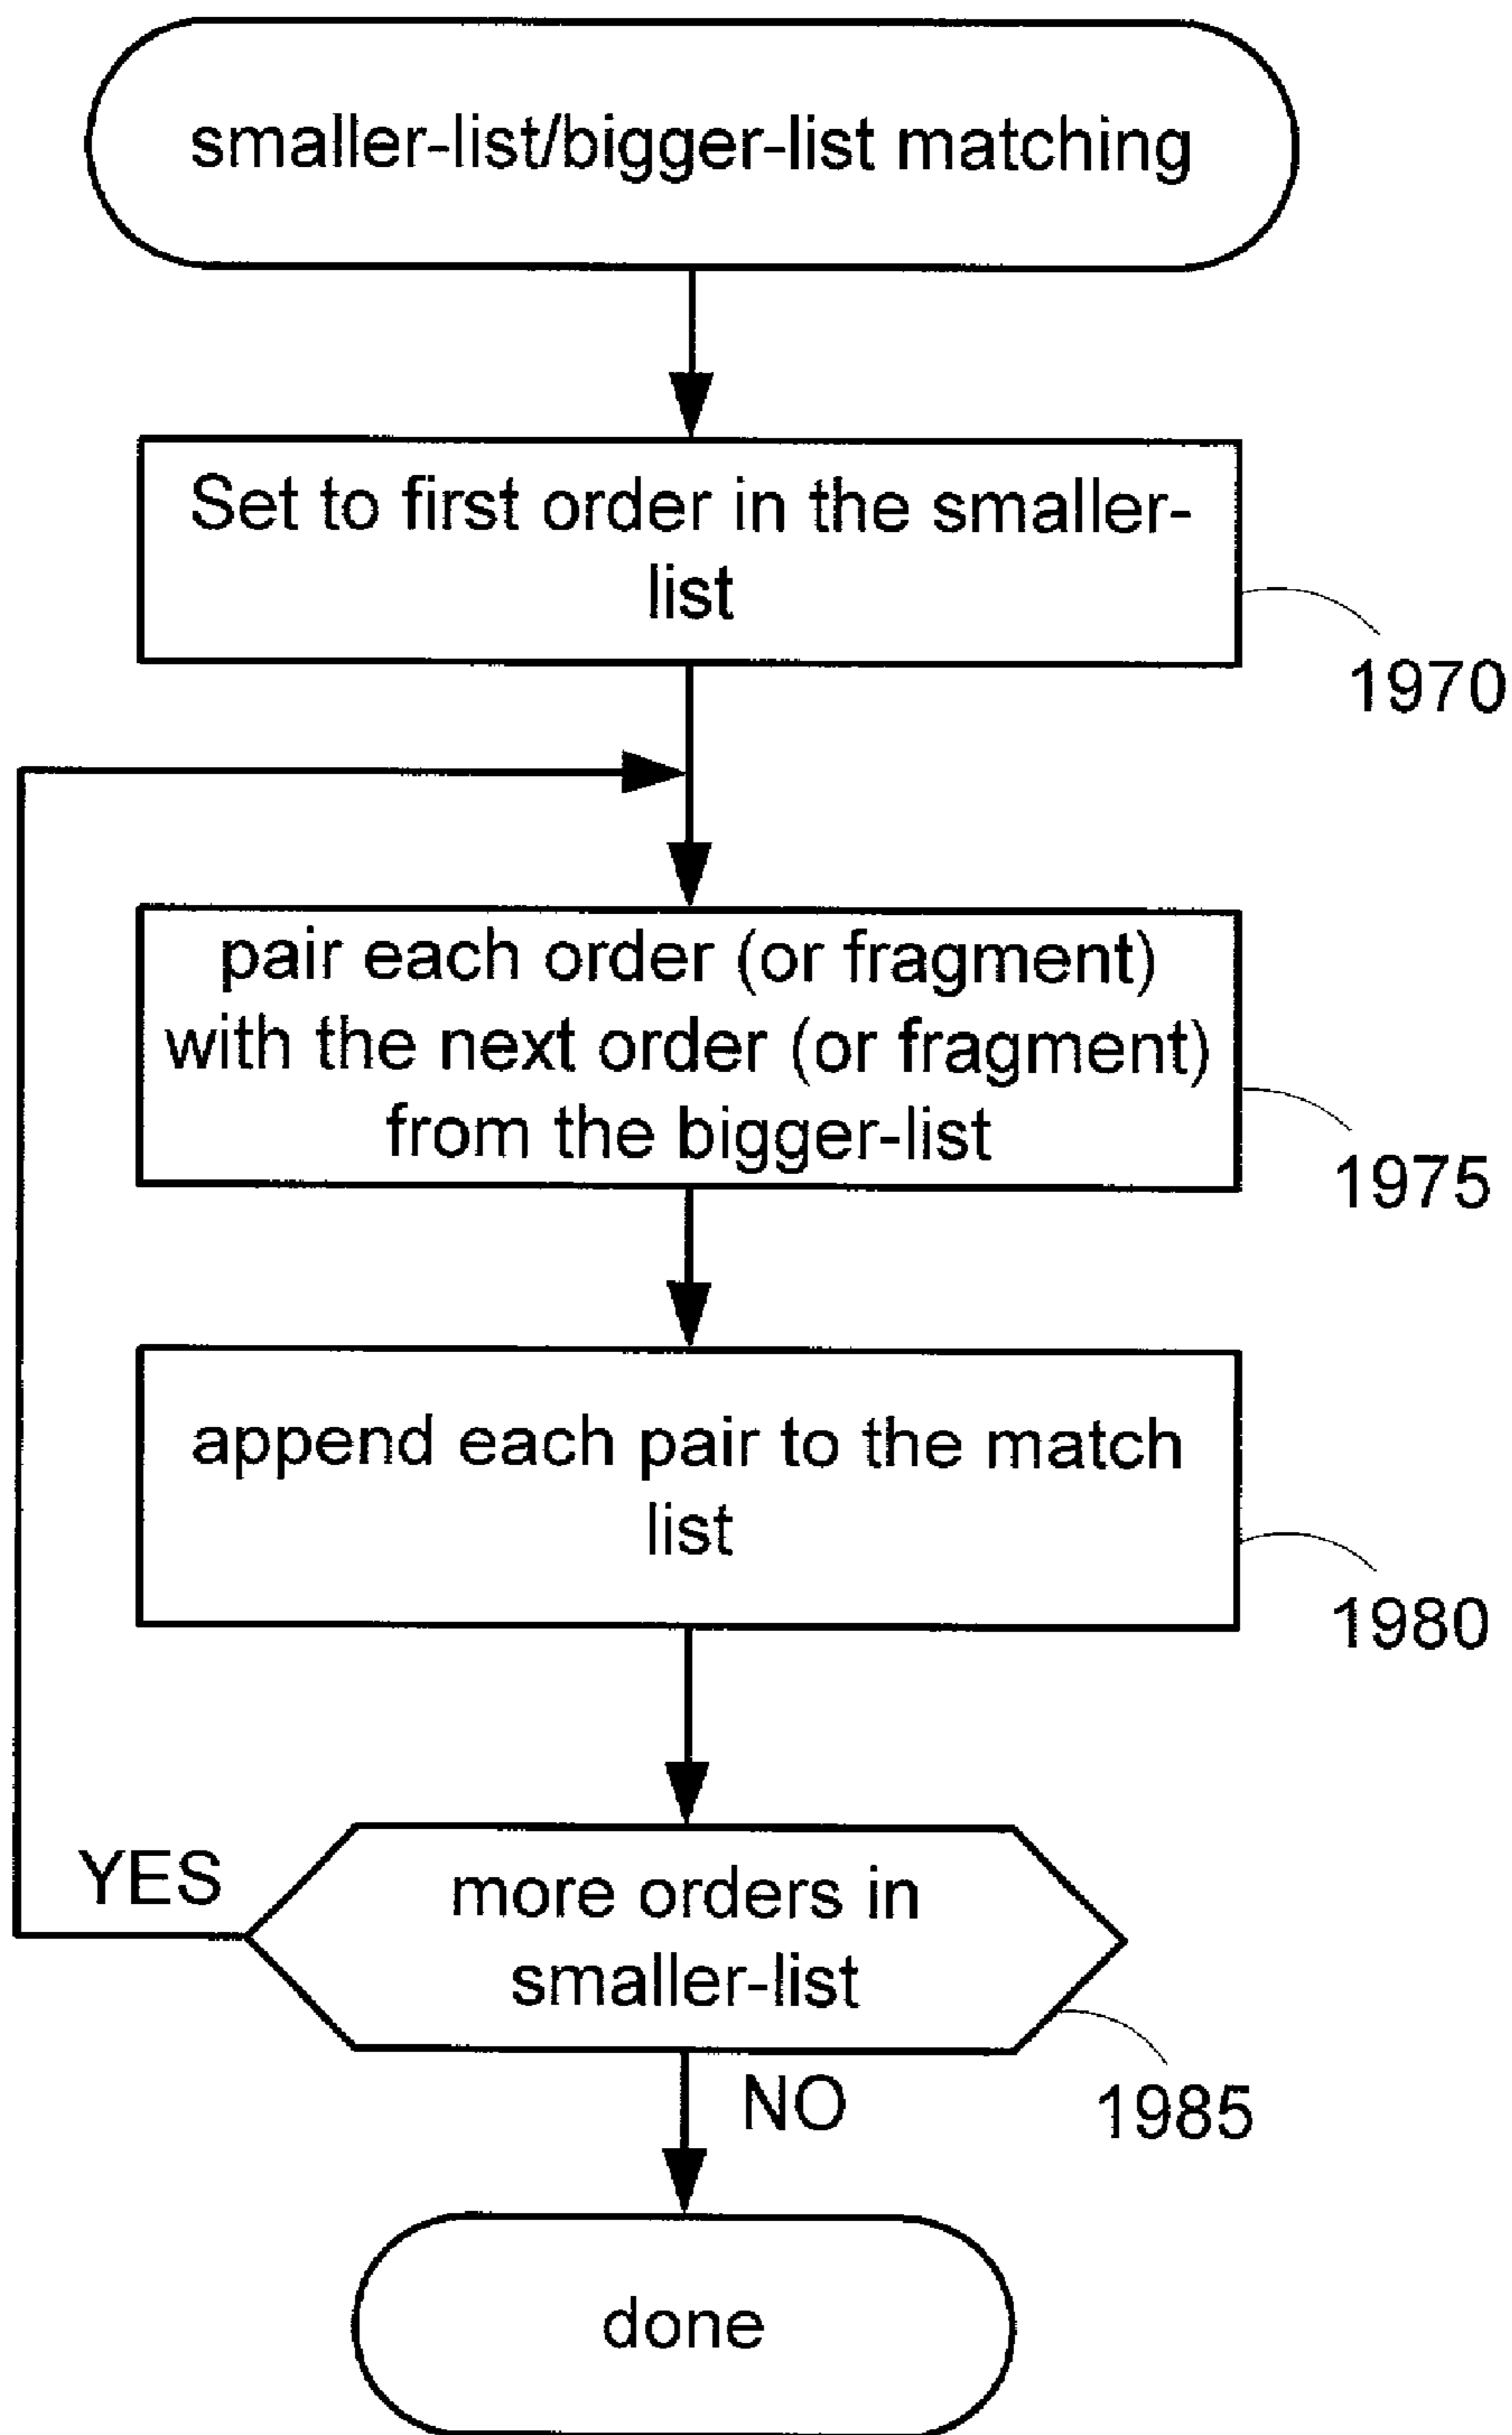 smaller-list/bigger-list matching
Set to first order in the smaller-
list
1970
pair each order (or fragment)
with the next order (or fragment)
from the bigger-list
1975
append each pair to the match
list
1980
YES
more orders in
smaller-list
NO
1985
done